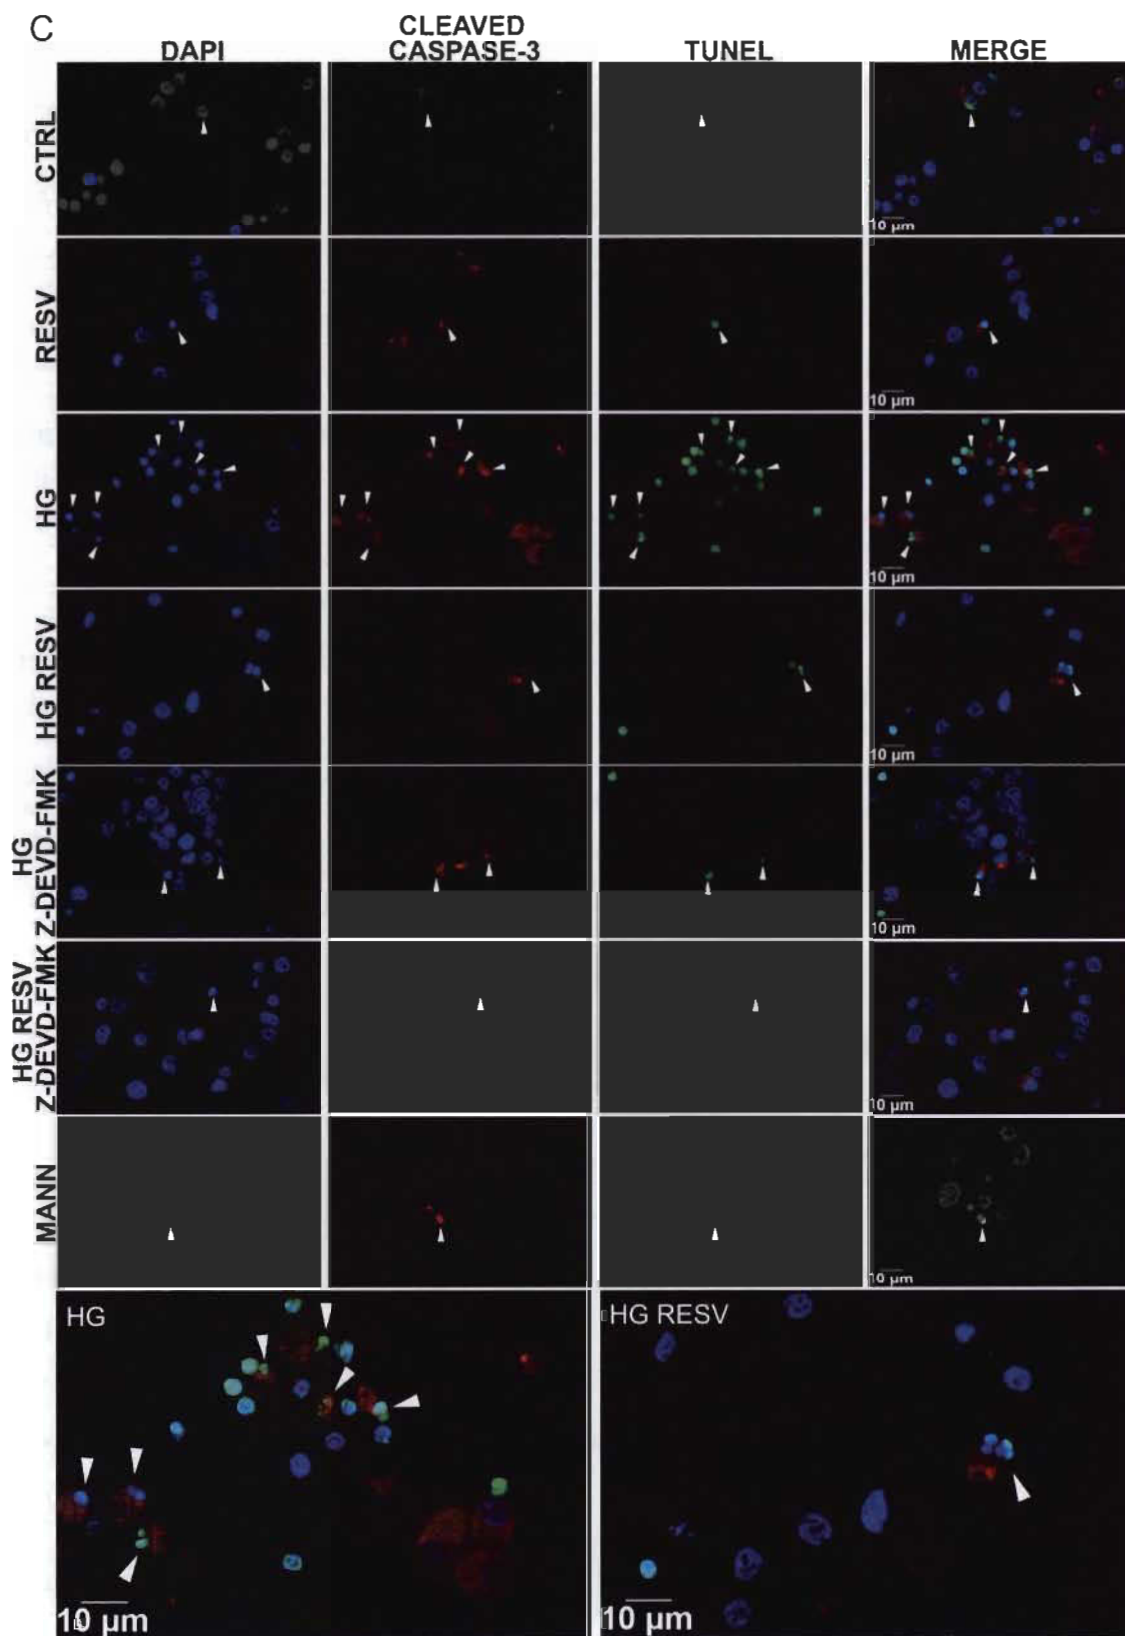 C
DAPI
CLEAVED
CASPASE-3
TUNEL
MERGE
CTRL
10 µm
RESV
10 µm
HG
10 µm
HG RESV
10 µm
HG
Z-DEVD-FMK
10 µm
HG RESV
Z-DEVD-FMK
10 µm
MANN
10 µm
HG
HG RESV
10 µm
10 µm